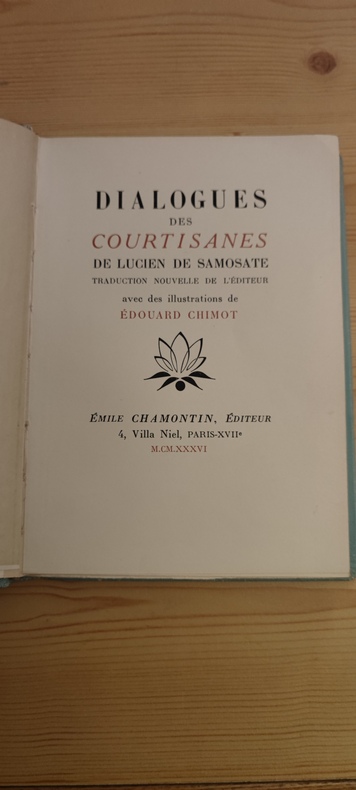 DIALOGUES
DES
COURTISANES
DE LUCIEN DE SAMOSATE
TRADUCTION NOUVELLE DE L'ÉDITEUR
avec des illustrations de
ÉDOUARD CHIMOT
ÉMILE CHAMONTIN, ÉDITEUR
4, Villa Niel, PARIS-XVIIᵉ
M.CM.XXXVI